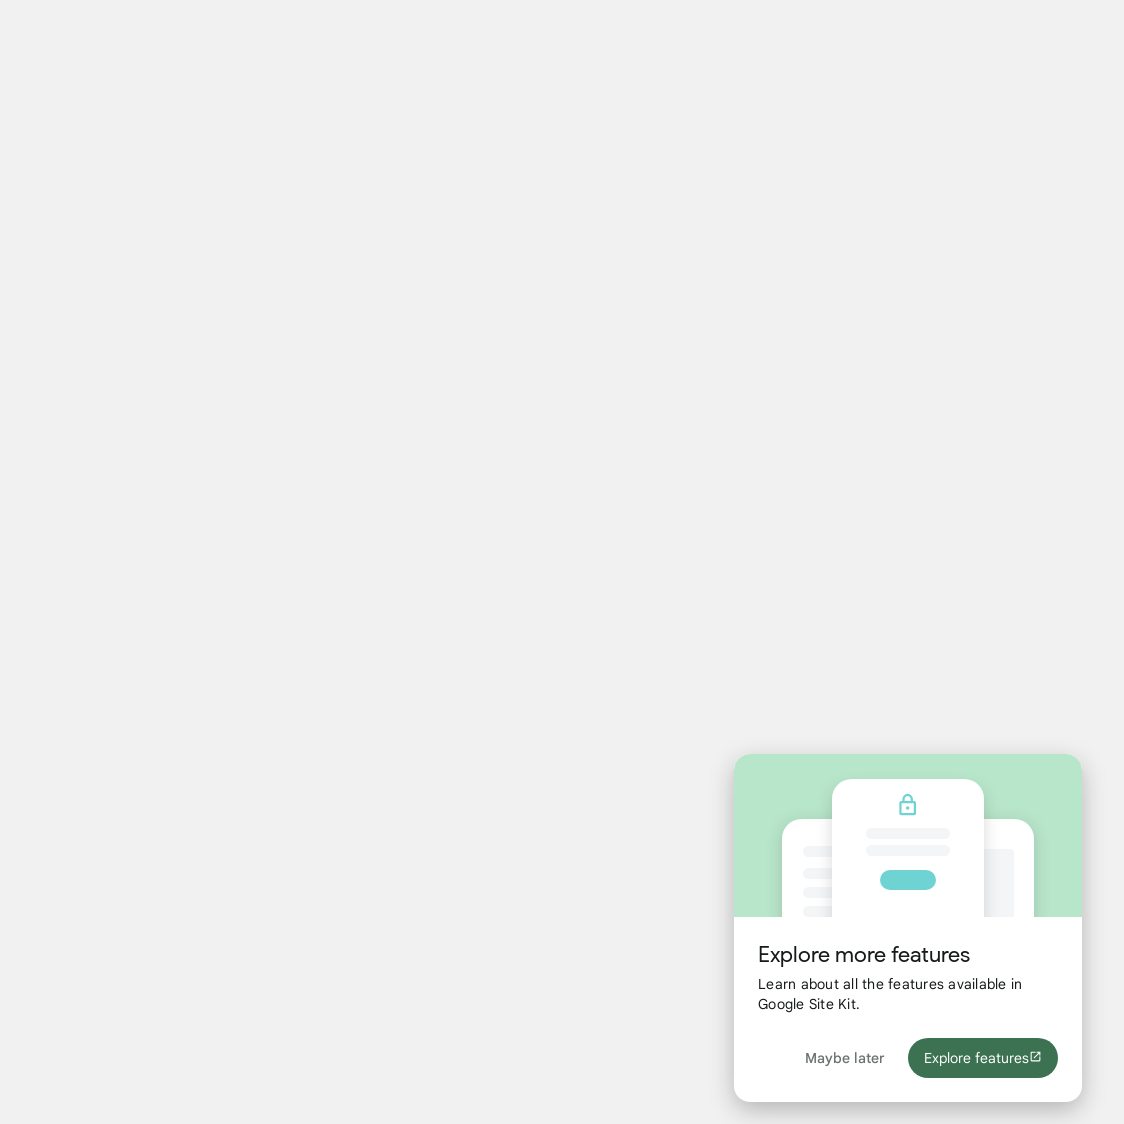 Explore more features
Learn about all the features available in
Google Site Kit.
Maybe later
Explore features